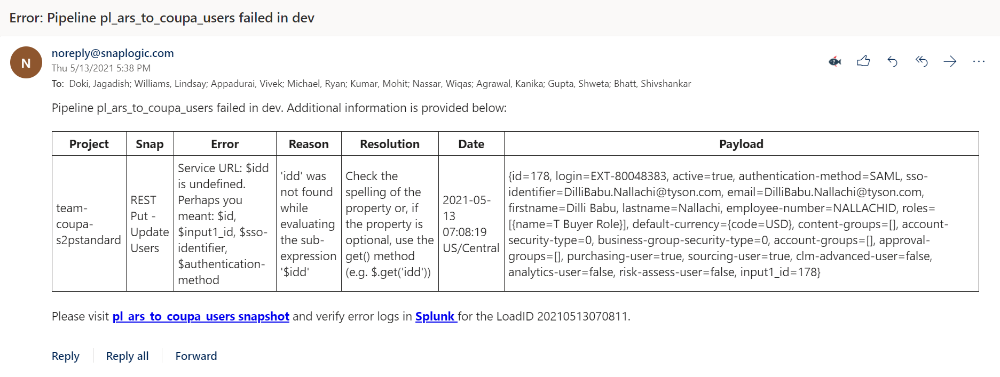 Error: Pipeline pl_ars_to_coupa_users failed in dev
N
noreply@snaplogic.com
Thu 5/13/2021 5:38 PM
To: Doki, Jagadish; Williams, Lindsay; Appadurai, Vivek; Michael, Ryan; Kumar, Mohit; Nassar, Wiqas; Agrawal, Kanika; Gupta, Shweta; Bhatt, Shivshankar
Pipeline pl_ars_to_coupa_users failed in dev. Additional information is provided below:
Project
Snap
Error
Reason
Resolution
Date
Payload
team-
coupa-
s2pstandard
REST
Put -
Update
Users
Service URL: $idd
is undefined.
Perhaps you
meant: $id,
$input1_id, $sso-
identifier,
$authentication-
method
'idd' was
not found
while
evaluating
the sub-
expression
'$idd'
Check the
spelling of the
property or, if
the property is
optional, use the
get() method
(e.g. $.get('idd'))
2021-05-
13
07:08:19
US/Central
{id=178, login=EXT-80048383, active=true, authentication-method=SAML, sso-
identifier=DilliBabu.Nallachi@tyson.com, email=DilliBabu.Nallachi@tyson.com,
firstname=Dilli Babu, lastname=Nallachi, employee-number=NALLACHID, roles=
[{name=T Buyer Role}], default-currency={code=USD}, content-groups=[], account-
security-type=0, business-group-security-type=0, account-groups=[], approval-
groups=[], purchasing-user=true, sourcing-user=true, clm-advanced-user=false,
analytics-user=false, risk-assess-user=false, input1_id=178}
Please visit pl_ars_to_coupa_users snapshot and verify error logs in Splunk for the LoadID 20210513070811.
Reply
Reply all
Forward